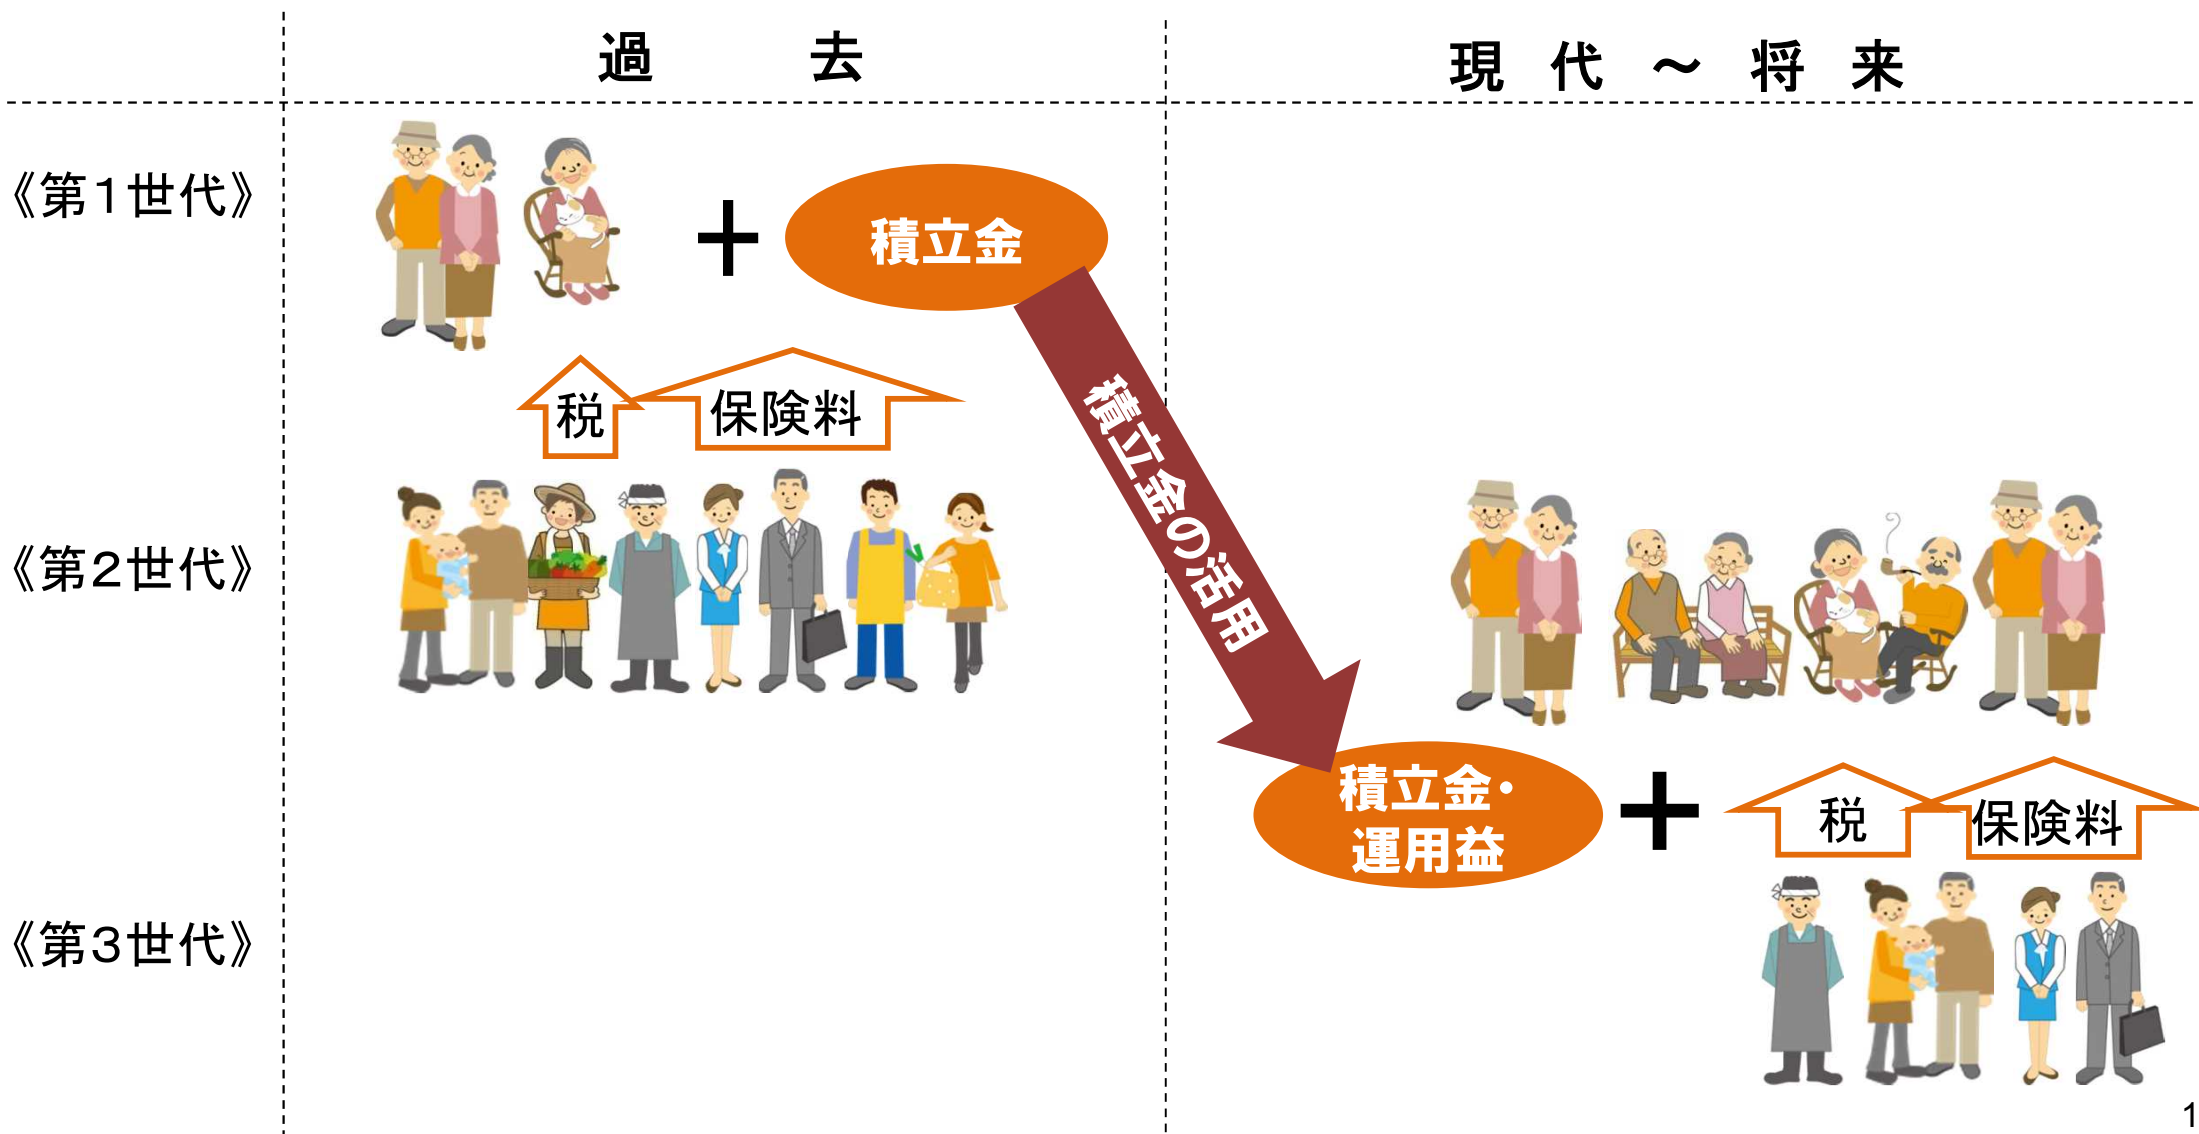 過　去
現 代 ～ 将 来
《第1世代》
積立金
税
保険料
積立金の活用
《第2世代》
積立金・
運用益
税
保険料
《第3世代》
1